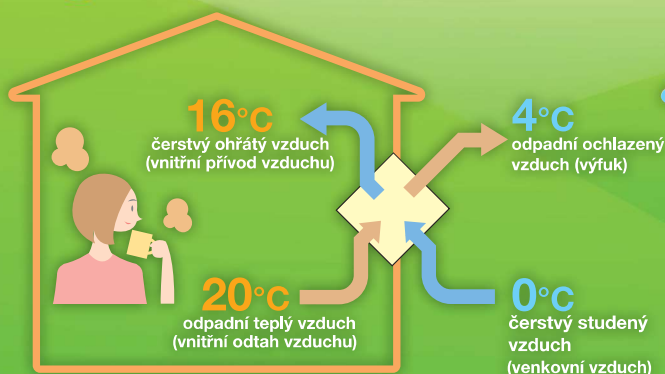 16°C
čerstvý ohřátý vzduch
(vnitřní přívod vzduchu)
4°C
odpadní ochlazený
vzduch (výfuk)
20°C
odpadní teplý vzduch
(vnitřní odtah vzduchu)
0°C
čerstvý studený
vzduch
(venkovní vzduch)